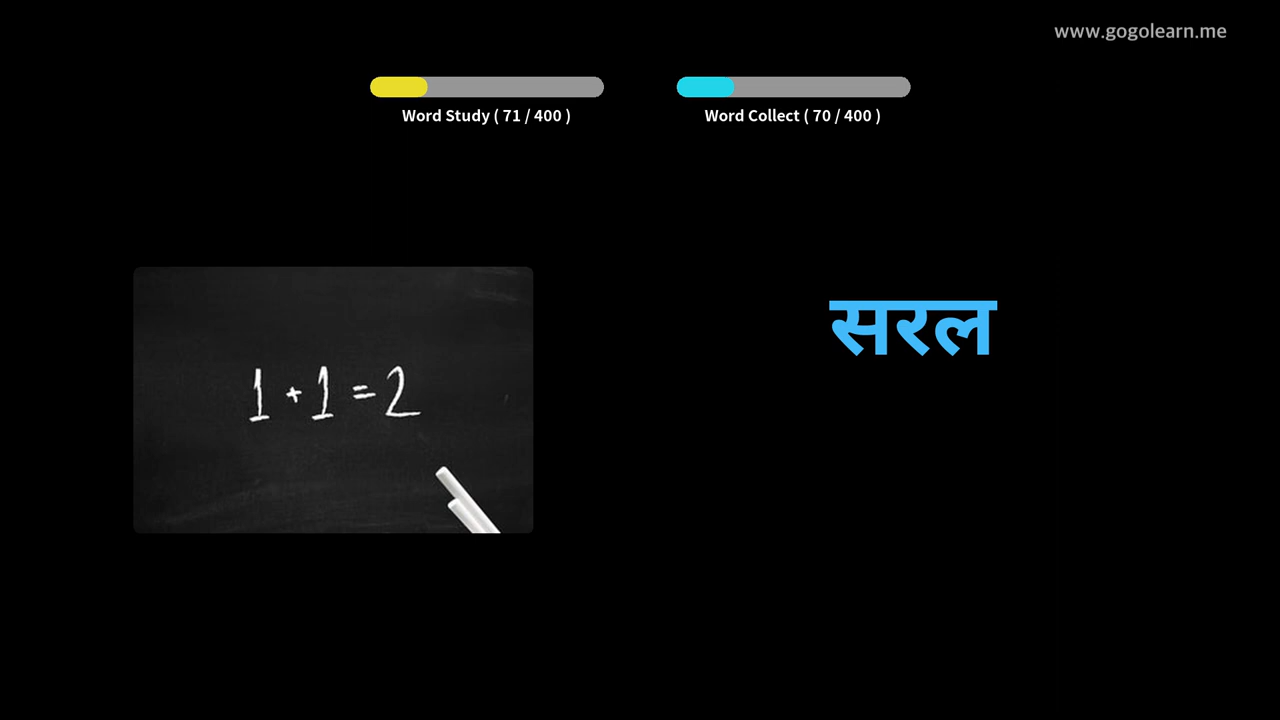 www.gogolearn.me
Word Study ( 71 / 400 )
Word Collect ( 70 / 400 )
1 + 1 = 2
सरल